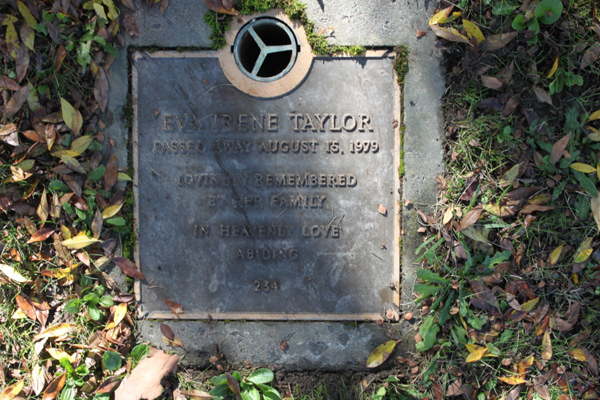 EVA IRENE TAYLOR
PASSED AWAY AUGUST 15, 1979
LOVINGLY REMEMBERED
BY HER FAMILY
IN HEAVENLY LOVE
ABIDING
234